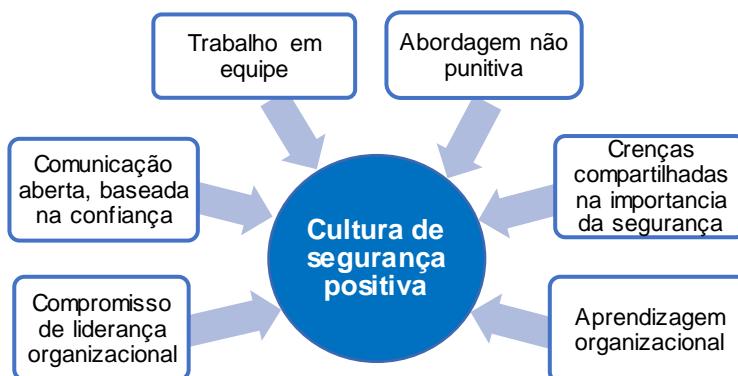 Trabalho em
equipe
Abordagem não
punitiva
Comunicação
aberta, baseada
na confiança
Crenças
compartilhadas
na importancia
da segurança
Cultura de
segurança
positiva
Compromisso
de liderança
organizacional
Aprendizagem
organizacional